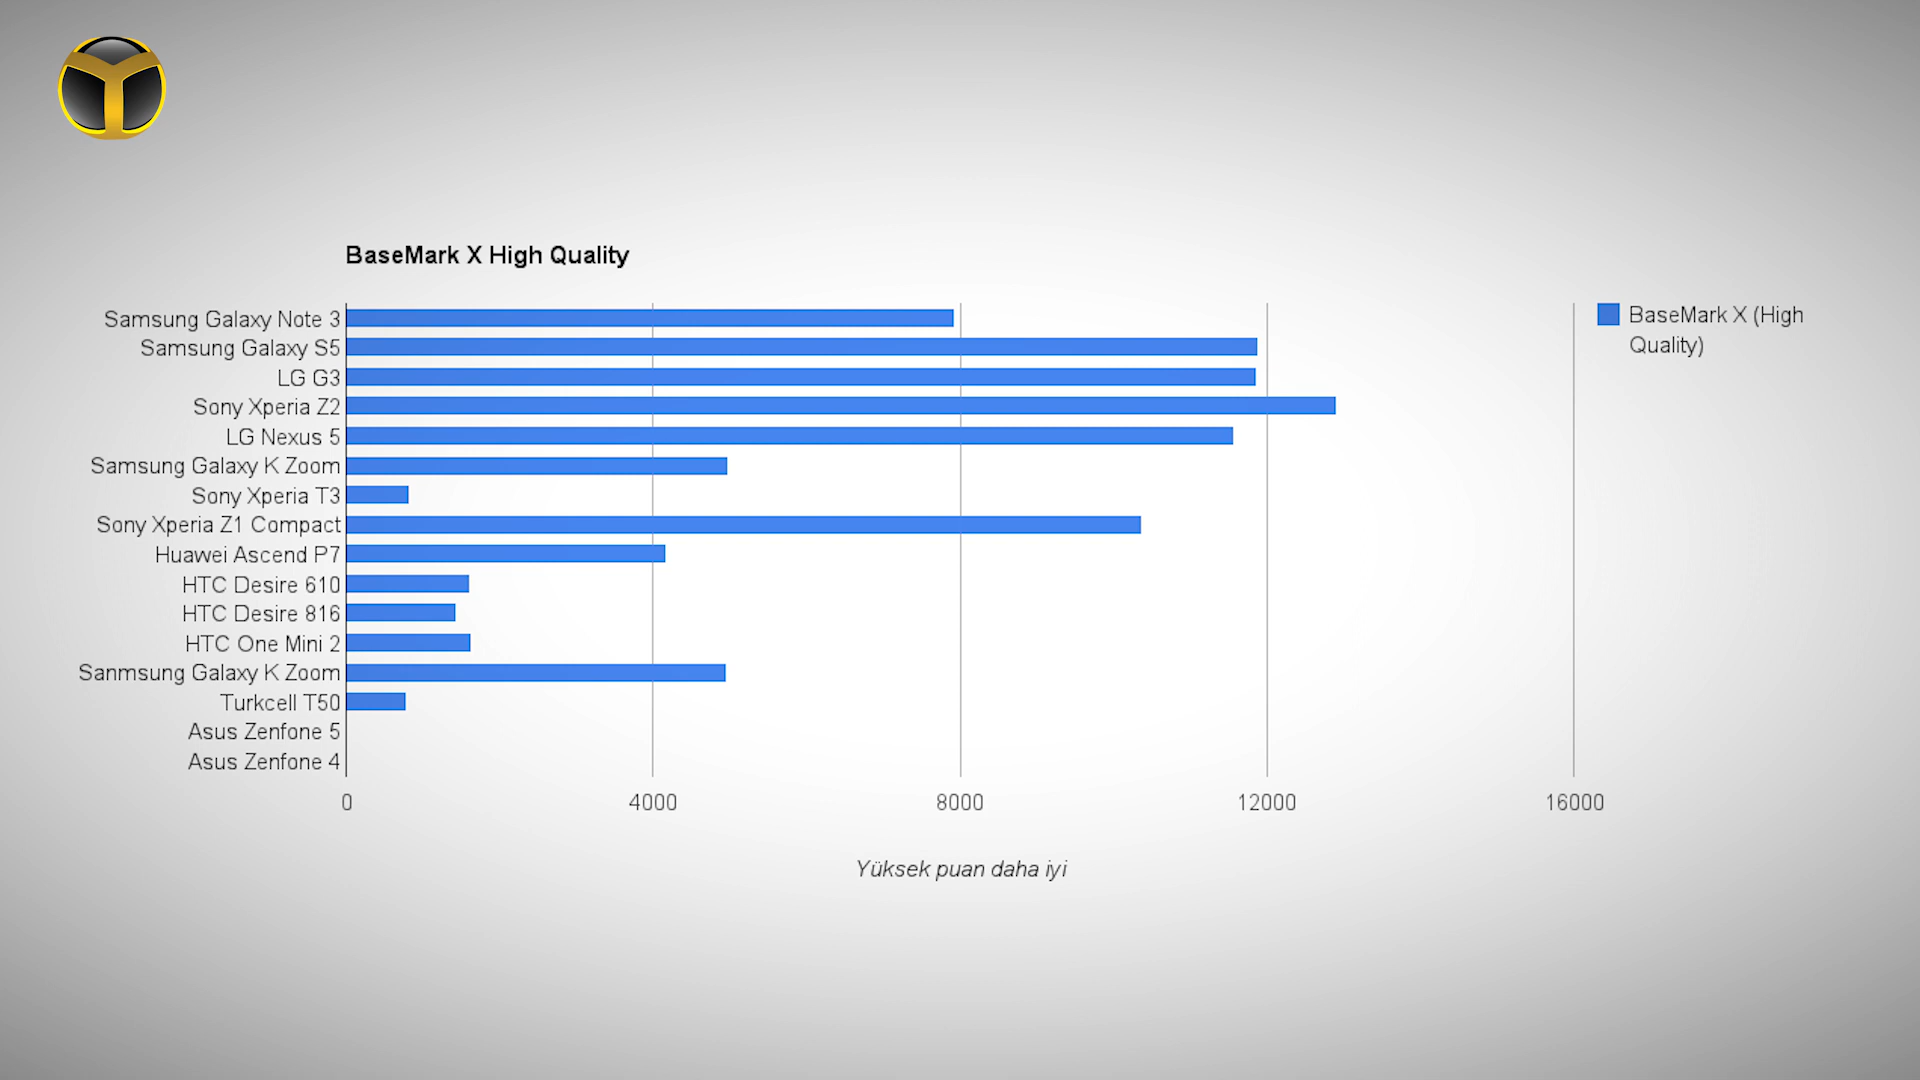 BaseMark X High Quality
Samsung Galaxy Note 3
Samsung Galaxy S5
LG G3
Sony Xperia Z2
LG Nexus 5
Samsung Galaxy K Zoom
Sony Xperia T3
Sony Xperia Z1 Compact
Huawei Ascend P7
HTC Desire 610
HTC Desire 816
HTC One Mini 2
Sanmsung Galaxy K Zoom
Turkcell T50
Asus Zenfone 5
Asus Zenfone 4
0 4000 8000 12000 16000
Yüksek puan daha iyi
BaseMark X (High
Quality)